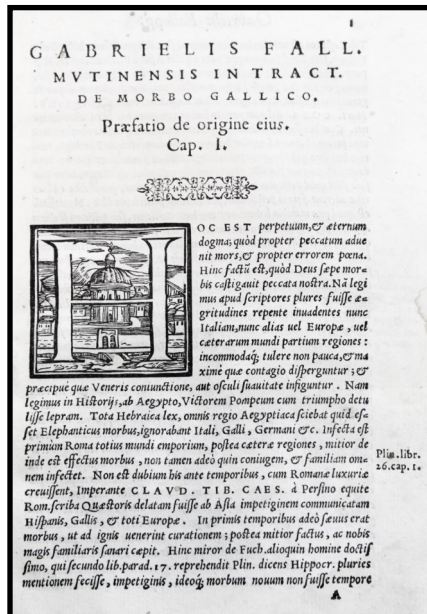 1
GABRIELIS FALL.
MVTINENSIS IN TRACT.
DE MORBO GALLICO.
Præfatio de origine eius.
Cap. I.
HOC EST perpetuum,& æternum
dogma, quòd propter peccatum adue
nit mors,& propter errorem pœna.
Hinc factū est,quòd Deus sæpe mor-
bis castigauit peccata nostra. Nā legi
mus apud scriptores plures fuisse æ-
gritudines repente inuadentes nunc
Italiam,nunc alias uel Europæ, uel
cæterarum mundi partium regiones:
incommodaq; tulere non pauca,& ma
ximè quæ contagio disperguntur; &
præcipuè quæ Veneris coniunctione, aut osculi suauitate infiguntur. Nam
legimus in Historijs,ab Aegypto,Victorem Pompeum cum triumpho detu
lisse lepram. Tota Hebraica lex, omnis regio Aegyptiaca sciebat quid es-
set Elephanticus morbus,ignorabant Itali, Galli, Germani &c. Infecta est
primum Roma totius mundi emporium, postea cæteræ regiones, mitior de
inde est effectus morbus, non tamen adeò quin coniugem, & familiam om-
nem infectet. Non est dubium his ante temporibus, cum Romanæ luxuriæ
creuissent, Imperante CLAVD. TIB. CAES. à Persino equite
Rom.scriba Quæstoris delatam fuisse ab Asia impetiginem communicatam
Hispanis, Gallis, & toti Europæ. In primis temporibus adeò sæuus erat
morbus, ut ad ignis uenerint curationem; postea mitior factus, ac nobis
magis familiaris sanari cæpit. Hinc miror de Fuch.alioquin homine doctis
simo, qui secundo lib.parad.17. reprehendit Plin. dicens Hippocr. pluries
mentionem fecisse, impetiginis, ideoq; morbum nouum non fuisse tempore
Plin. libr.
26.cap.1.
A